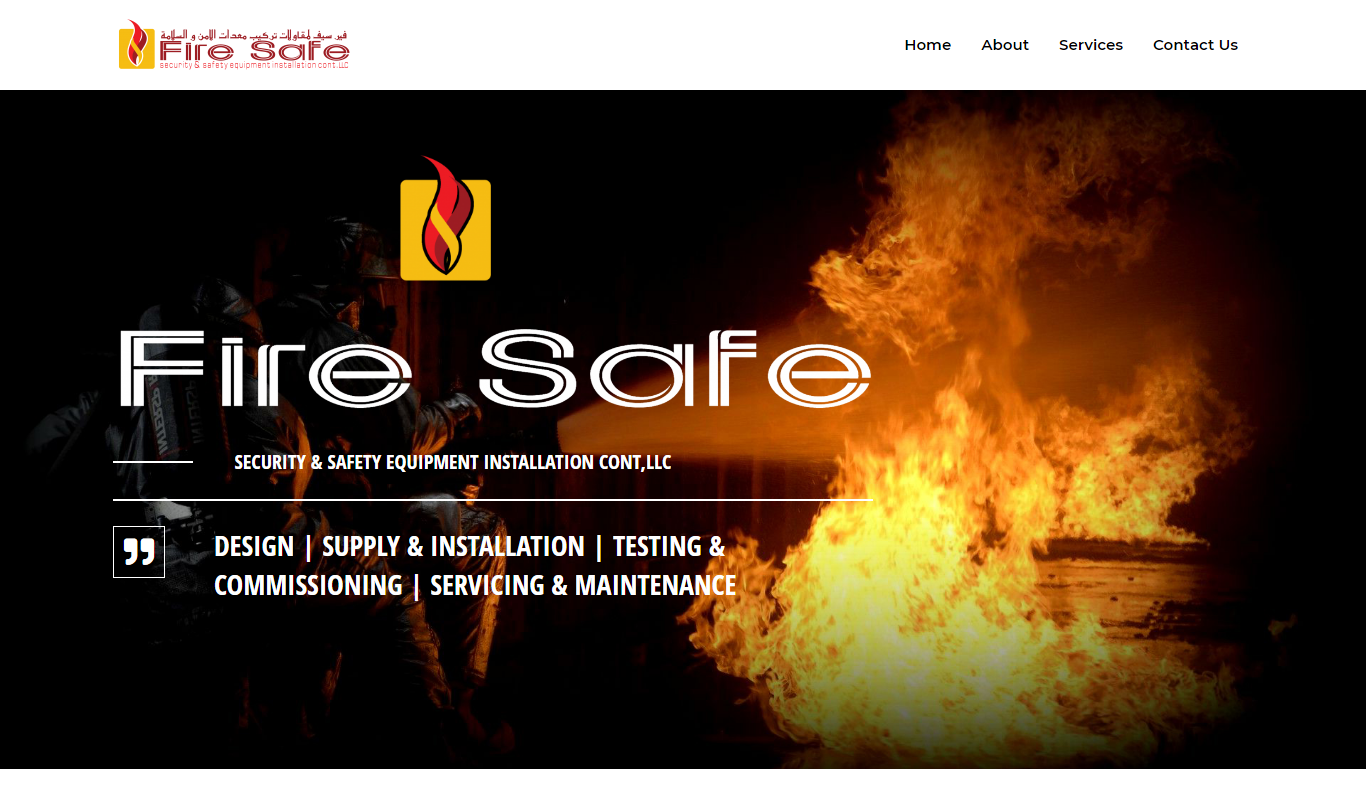 فير سيف لمقاولات تركيب معدات الامن و السلامة
Fire Safe
security & safety equipment installation cont.LLC
Home About Services Contact Us
Fire Safe
SECURITY & SAFETY EQUIPMENT INSTALLATION CONT,LLC
DESIGN | SUPPLY & INSTALLATION | TESTING &
COMMISSIONING | SERVICING & MAINTENANCE